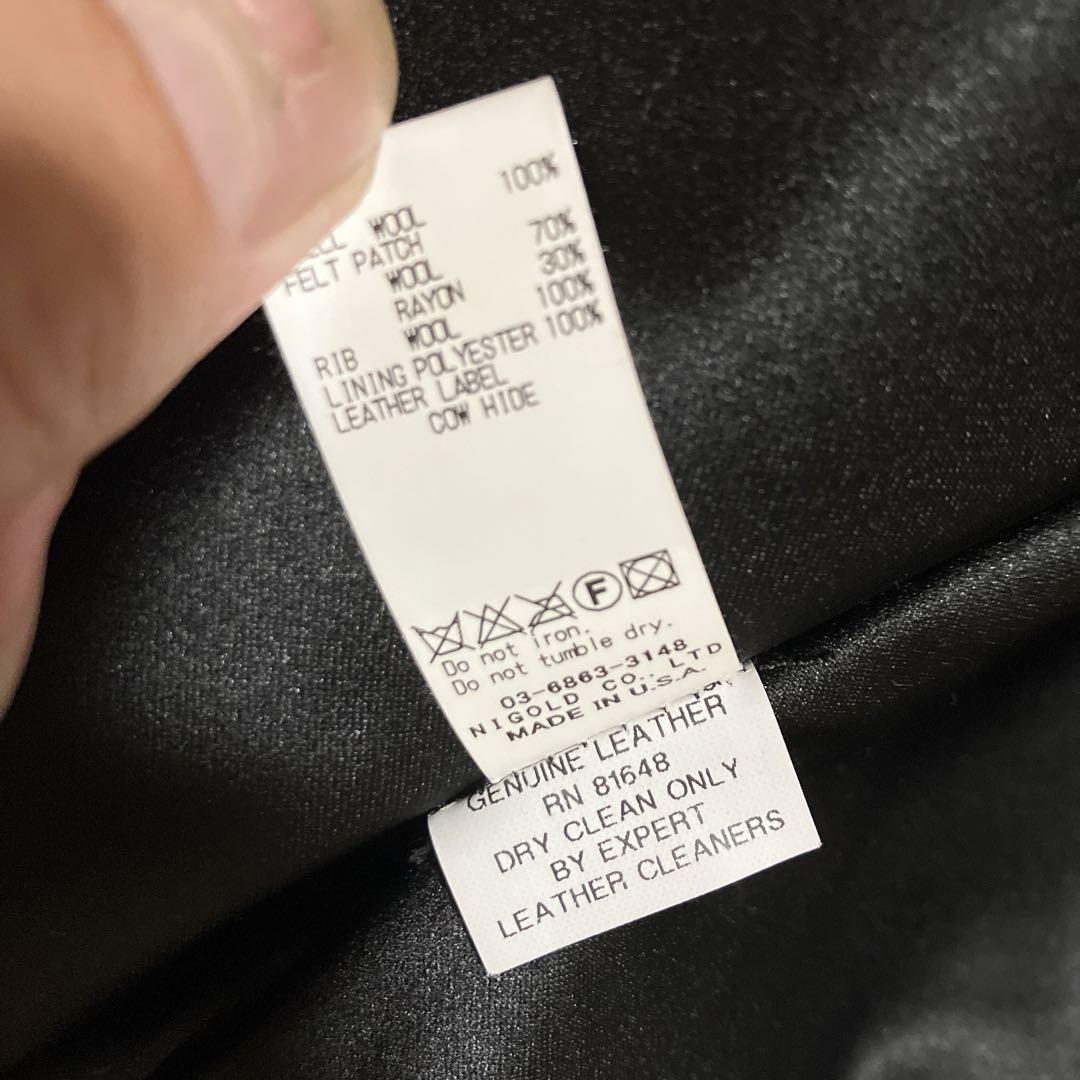 WOOL 100%
FELT PATCH
WOOL 70%
RAYON 30%
RIB WOOL 100%
LINING POLYESTER 100%
LEATHER LABEL
COW HIDE
F
Do not iron.
Do not tumble dry.
03-6863-3148
NIGOLD CO., LTD
MADE IN U.S.A.
GENUINE LEATHER
RN 81648
DRY CLEAN ONLY
BY EXPERT
LEATHER CLEANERS